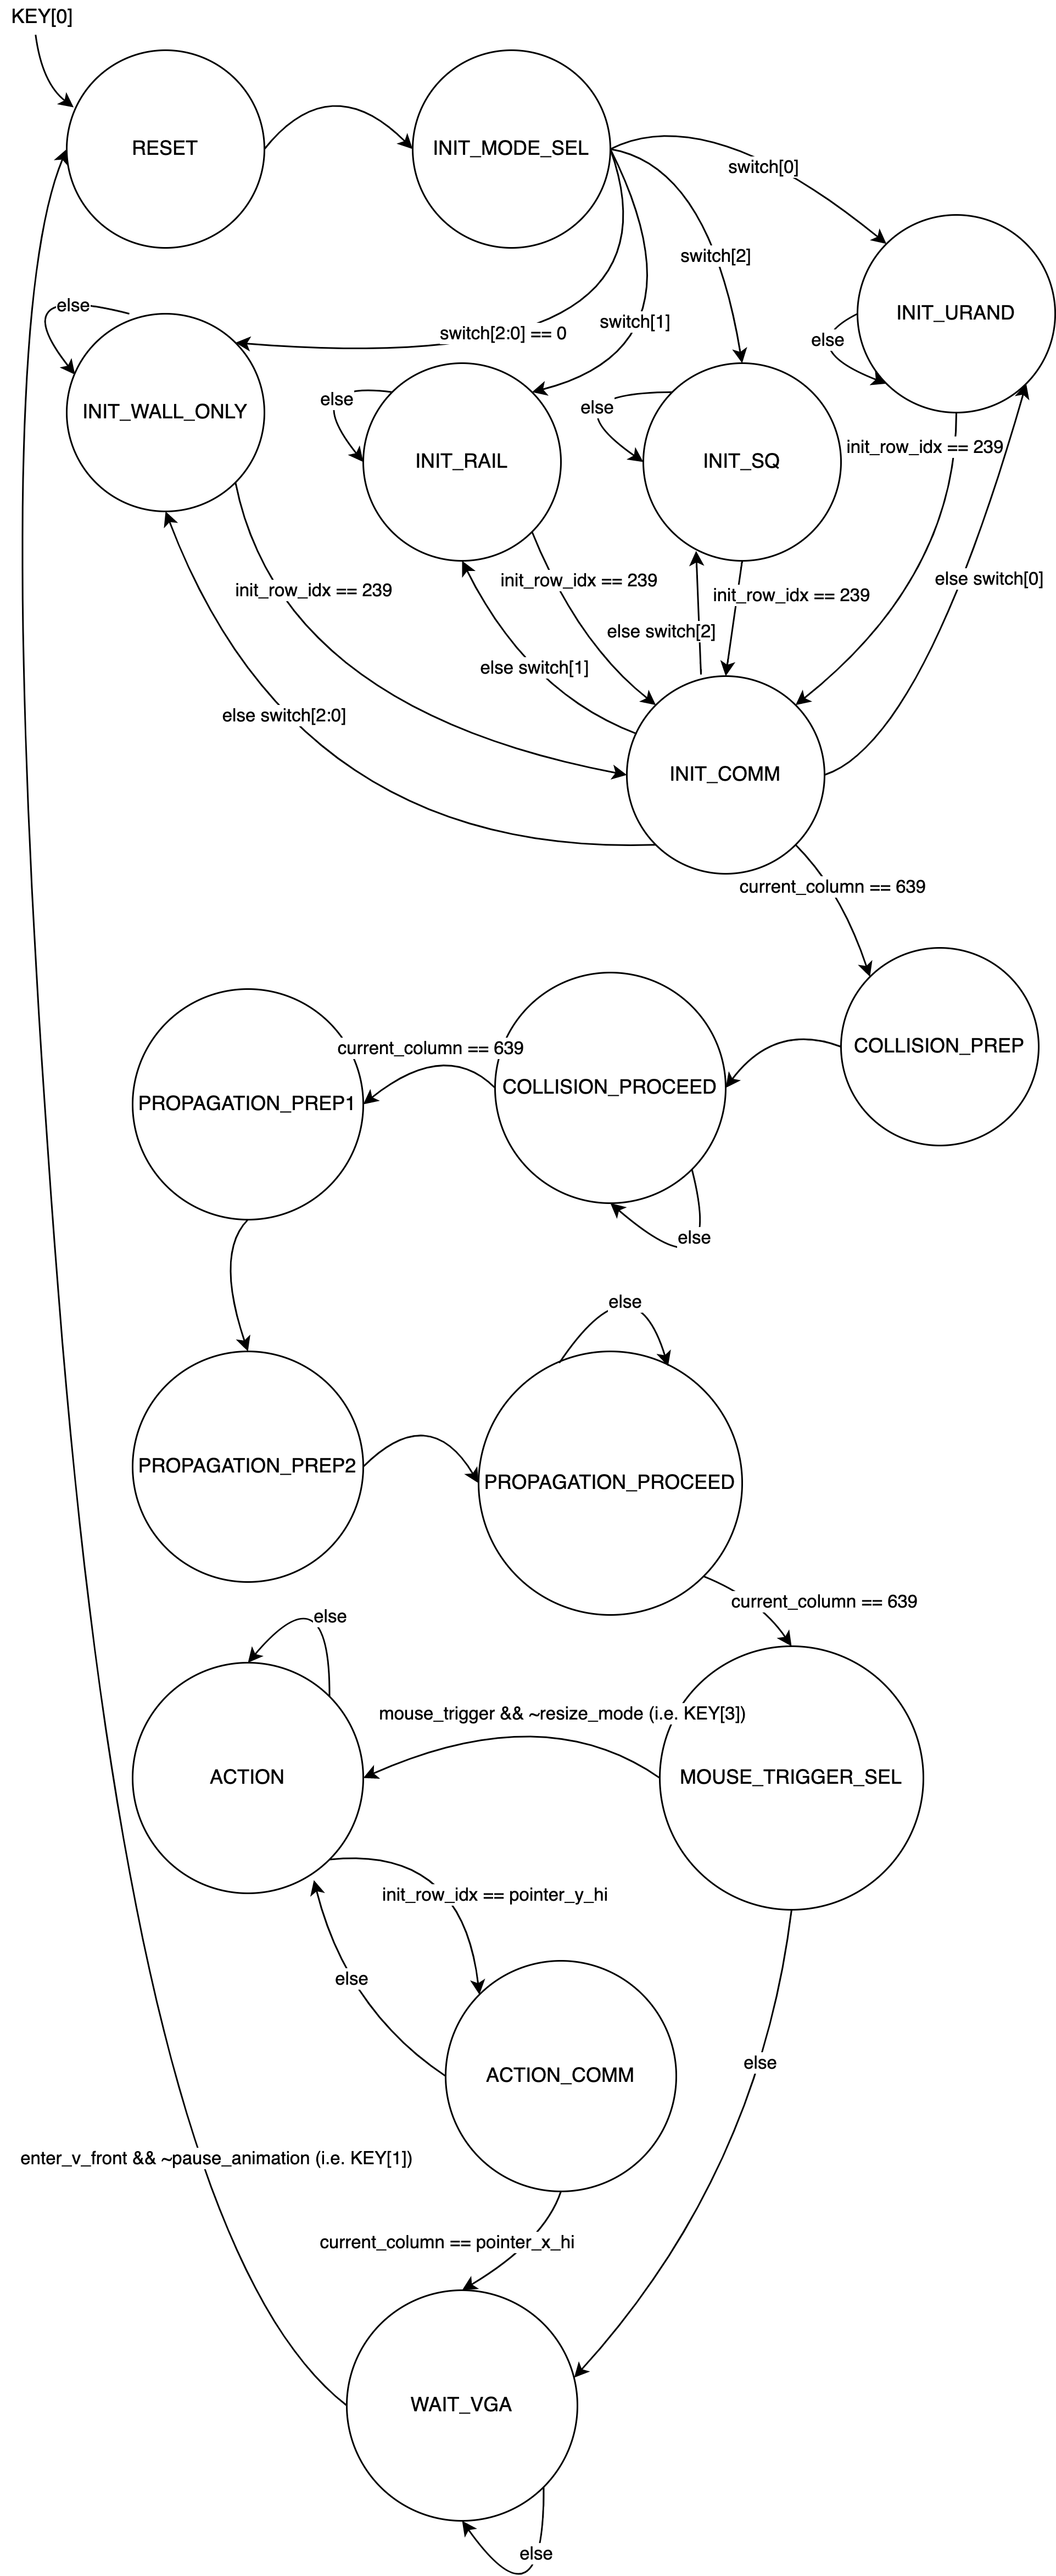 KEY[0]
RESET
INIT_MODE_SEL
switch[0]
switch[2]
INIT_URAND
else
switch[1]
switch[2:0] == 0
else
INIT_WALL_ONLY
else
INIT_RAIL
else
INIT_SQ
init_row_idx == 239
else switch[0]
init_row_idx == 239
init_row_idx == 239
init_row_idx == 239
else switch[2]
else switch[1]
else switch[2:0]
INIT_COMM
current_column == 639
COLLISION_PREP
current_column == 639
COLLISION_PROCEED
PROPAGATION_PREP1
else
else
PROPAGATION_PREP2
PROPAGATION_PROCEED
current_column == 639
else
mouse_trigger && ~resize_mode (i.e. KEY[3])
ACTION
MOUSE_TRIGGER_SEL
init_row_idx == pointer_y_hi
else
else
ACTION_COMM
enter_v_front && ~pause_animation (i.e. KEY[1])
current_column == pointer_x_hi
WAIT_VGA
else